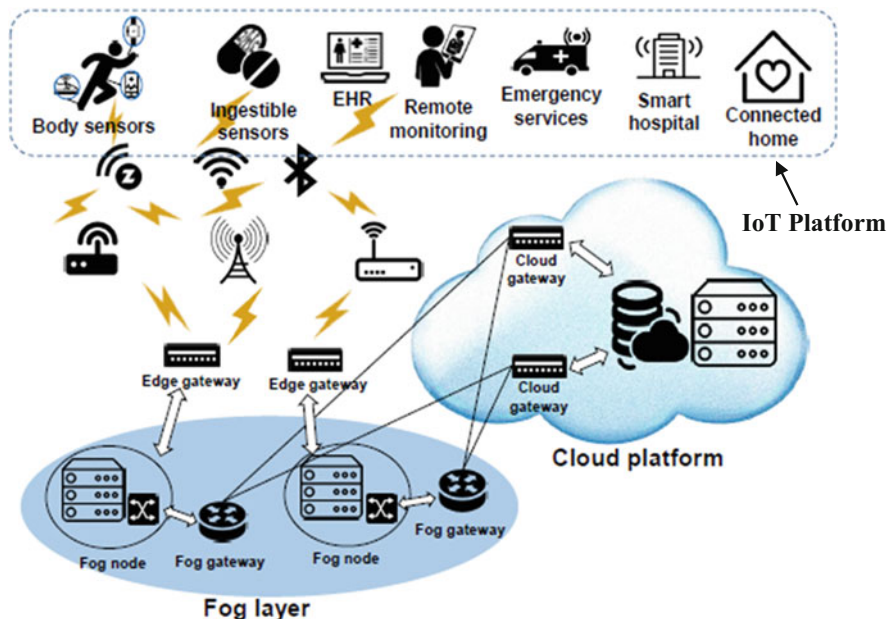 Body sensors
Ingestible
sensors
EHR
Remote
monitoring
Emergency
services
Smart
hospital
Connected
home
IoT Platform
Z
Cloud
gateway
Cloud
gateway
Cloud platform
Edge gateway
Edge gateway
Fog node
Fog gateway
Fog node
Fog gateway
Fog layer